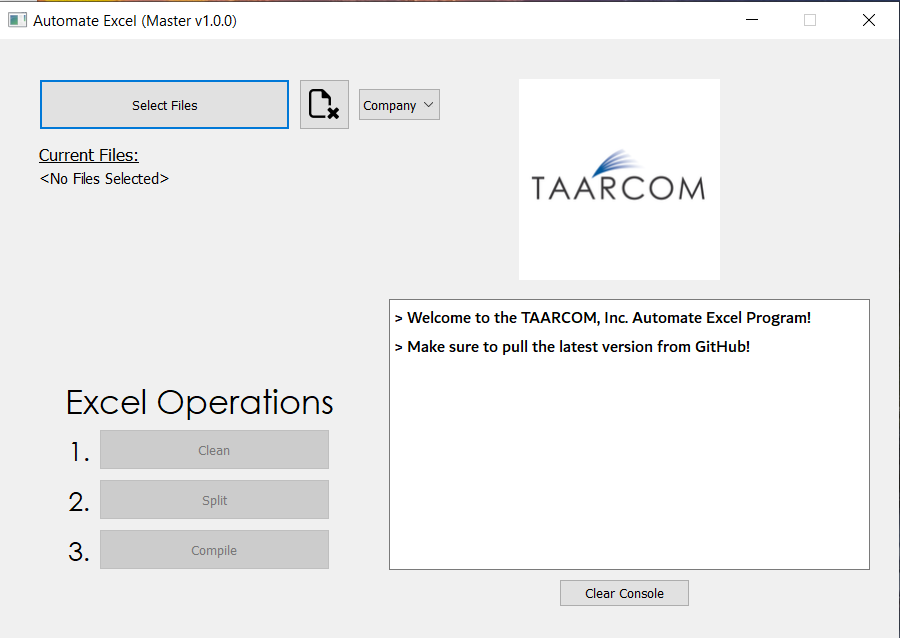 Automate Excel (Master v1.0.0)
Select Files
Company
Current Files:
<No Files Selected>
TAARCOM
> Welcome to the TAARCOM, Inc. Automate Excel Program!
> Make sure to pull the latest version from GitHub!
Excel Operations
1. Clean
2. Split
3. Compile
Clear Console